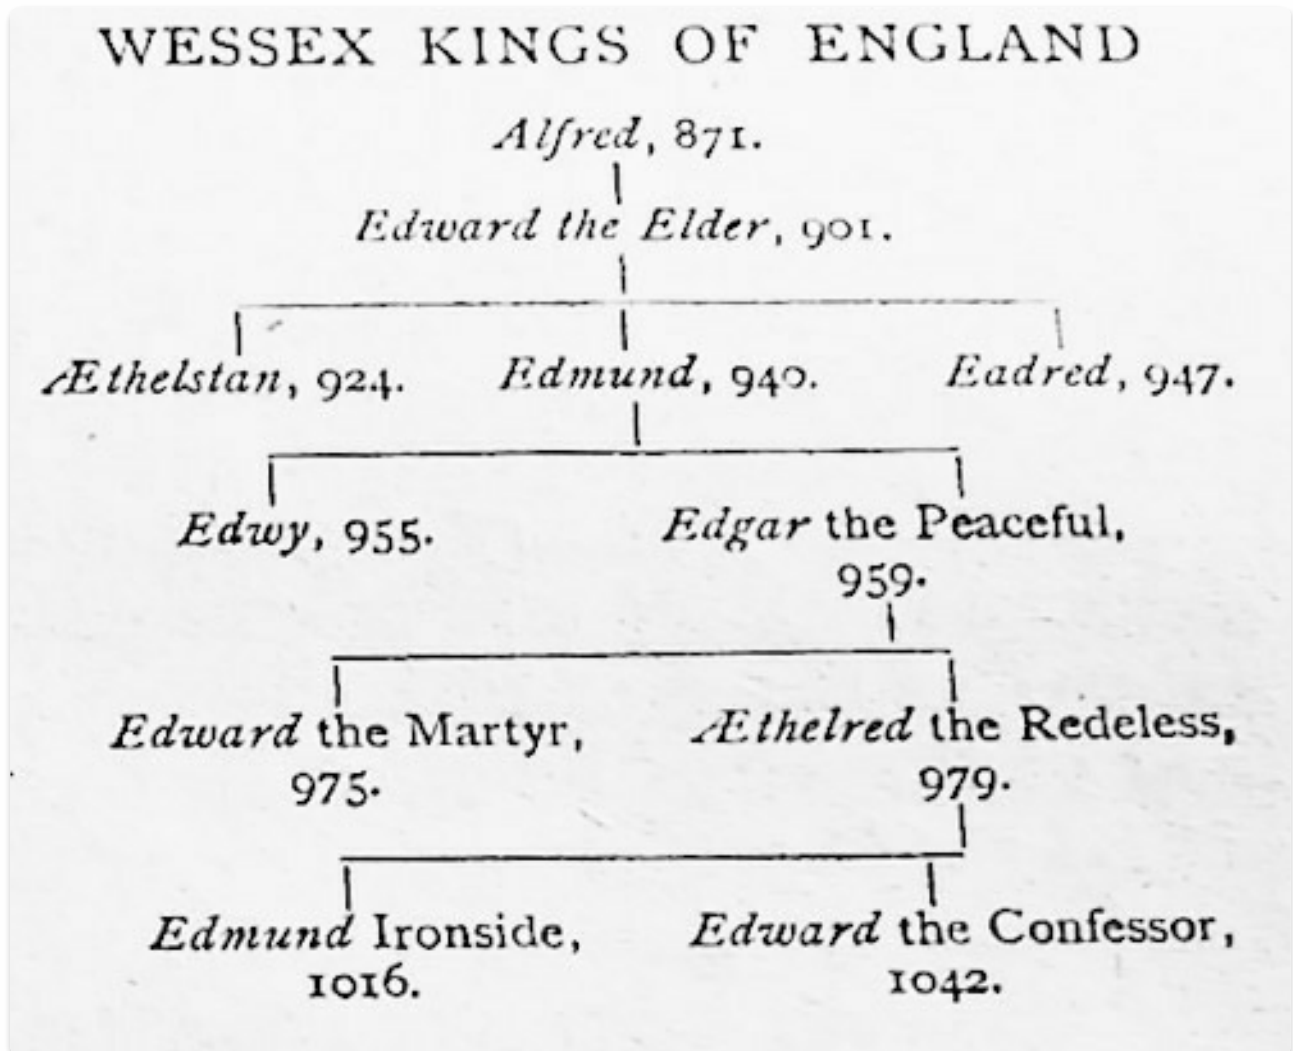 WESSEX KINGS OF ENGLAND
Alfred, 871.
Edward the Elder, 901.
Æthelstan, 924. Edmund, 940. Eadred, 947.
Edwy, 955. Edgar the Peaceful,
959.
Edward the Martyr, Æthelred the Redeless,
975. 979.
Edmund Ironside, Edward the Confessor,
1016. 1042.